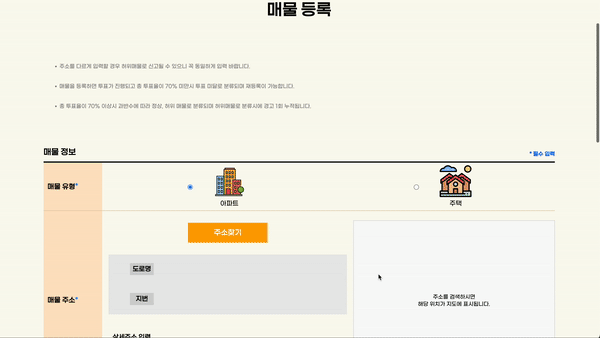 매물 등록
• 주소를 다르게 입력할 경우 허위매물로 신고될 수 있으니 꼭 동일하게 입력 바랍니다.
• 매물을 등록하면 투표가 진행되고 총 투표율이 70% 미만시 투표 미달로 분류되며 재등록이 가능합니다.
• 총 투표율이 70% 이상시 과반수에 따라 정상, 허위 매물로 분류되며 허위매물로 분류시에 경고 1회 누적됩니다.
매물 정보
* 필수 입력
매물 유형*
아파트
주택
주소찾기
도로명
지번
매물 주소*
주소를 검색하시면
해당 위치가 지도에 표시됩니다.
상세주소 입력